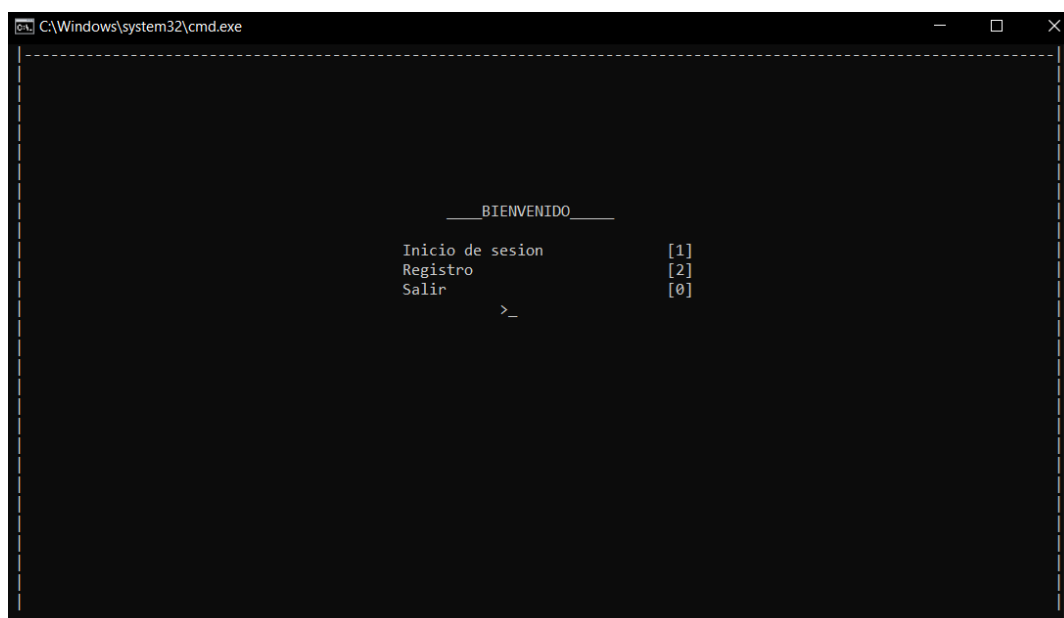 C:\Windows\system32\cmd.exe
____BIENVENIDO_____
Inicio de sesion [1]
Registro [2]
Salir [0]
>_